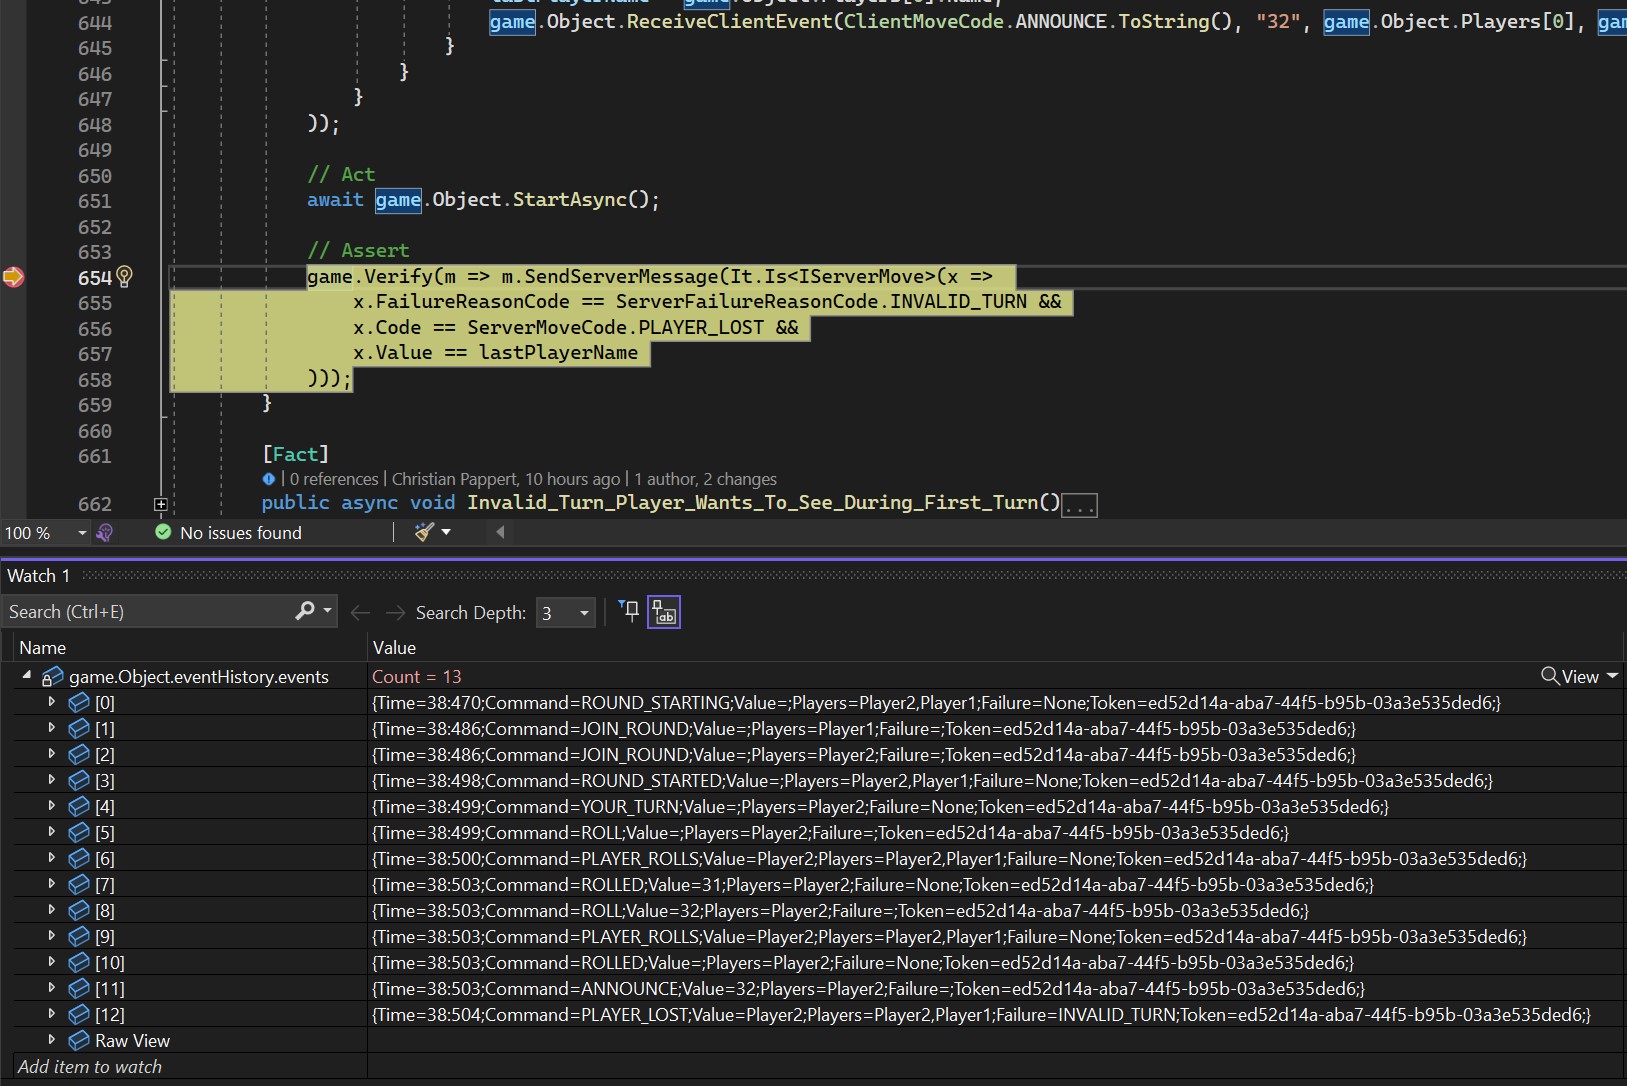 644 game.Object.ReceiveClientEvent(ClientMoveCode.ANNOUNCE.ToString(), "32", game.Object.Players[0], gam
645 }
646 }
647 }
648 ));
649
650 // Act
651 await game.Object.StartAsync();
652
653 // Assert
654 game.Verify(m => m.SendServerMessage(It.Is<IServerMove>(x =>
655 x.FailureReasonCode == ServerFailureReasonCode.INVALID_TURN &&
656 x.Code == ServerMoveCode.PLAYER_LOST &&
657 x.Value == lastPlayerName
658 )));
659 }
660
661 [Fact]
0 references | Christian Pappert, 10 hours ago | 1 author, 2 changes
662 public async void Invalid_Turn_Player_Wants_To_See_During_First_Turn()...
100 % No issues found
Watch 1
Search (Ctrl+E) Search Depth: 3
Name Value
game.Object.eventHistory.events Count = 13 View
[0] {Time=38:470;Command=ROUND_STARTING;Value=;Players=Player2,Player1;Failure=None;Token=ed52d14a-aba7-44f5-b95b-03a3e535ded6;}
[1] {Time=38:486;Command=JOIN_ROUND;Value=;Players=Player1;Failure=;Token=ed52d14a-aba7-44f5-b95b-03a3e535ded6;}
[2] {Time=38:486;Command=JOIN_ROUND;Value=;Players=Player2;Failure=;Token=ed52d14a-aba7-44f5-b95b-03a3e535ded6;}
[3] {Time=38:498;Command=ROUND_STARTED;Value=;Players=Player2,Player1;Failure=None;Token=ed52d14a-aba7-44f5-b95b-03a3e535ded6;}
[4] {Time=38:499;Command=YOUR_TURN;Value=;Players=Player2;Failure=None;Token=ed52d14a-aba7-44f5-b95b-03a3e535ded6;}
[5] {Time=38:499;Command=ROLL;Value=;Players=Player2;Failure=;Token=ed52d14a-aba7-44f5-b95b-03a3e535ded6;}
[6] {Time=38:500;Command=PLAYER_ROLLS;Value=Player2;Players=Player2,Player1;Failure=None;Token=ed52d14a-aba7-44f5-b95b-03a3e535ded6;}
[7] {Time=38:503;Command=ROLLED;Value=31;Players=Player2;Failure=None;Token=ed52d14a-aba7-44f5-b95b-03a3e535ded6;}
[8] {Time=38:503;Command=ROLL;Value=32;Players=Player2;Failure=;Token=ed52d14a-aba7-44f5-b95b-03a3e535ded6;}
[9] {Time=38:503;Command=PLAYER_ROLLS;Value=Player2;Players=Player2,Player1;Failure=None;Token=ed52d14a-aba7-44f5-b95b-03a3e535ded6;}
[10] {Time=38:503;Command=ROLLED;Value=;Players=Player2;Failure=None;Token=ed52d14a-aba7-44f5-b95b-03a3e535ded6;}
[11] {Time=38:503;Command=ANNOUNCE;Value=32;Players=Player2;Failure=;Token=ed52d14a-aba7-44f5-b95b-03a3e535ded6;}
[12] {Time=38:504;Command=PLAYER_LOST;Value=Player2;Players=Player2,Player1;Failure=INVALID_TURN;Token=ed52d14a-aba7-44f5-b95b-03a3e535ded6;}
Raw View
Add item to watch